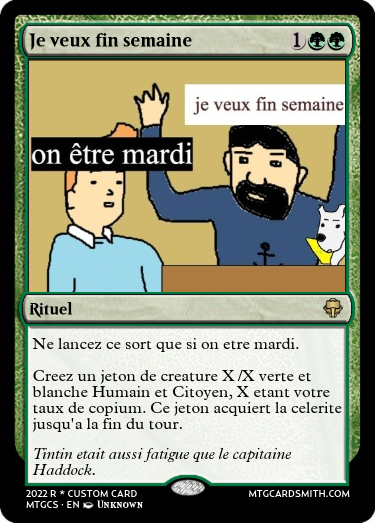 Je veux fin semaine 1
je veux fin semaine
on être mardi
Rituel
Ne lancez ce sort que si on etre mardi.
Creez un jeton de creature X /X verte et
blanche Humain et Citoyen, X etant votre
taux de copium. Ce jeton acquiert la celerite
jusqu'a la fin du tour.
Tintin etait aussi fatigue que le capitaine
Haddock.
2022 R * CUSTOM CARD MTGCARDSMITH.COM
MTGCS · EN UNKNOWN